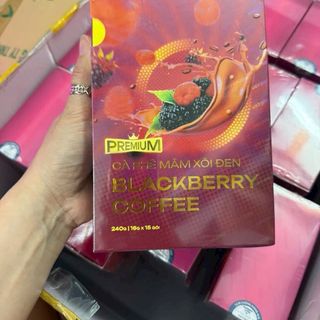 PREMIUM
CÀ PHÊ MÂM XÔI ĐEN
BLACKBERRY
COFFEE
240G | 16G x 15 GÓI